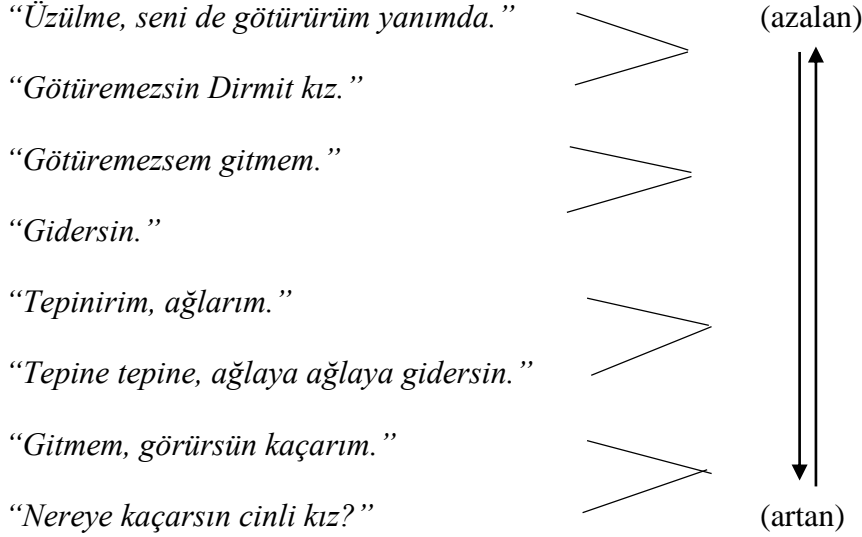 “Üzülme, seni de götürürüm yanımda.” (azalan)
“Götüremezsin Dirmit kız.”
“Götüremezsem gitmem.”
“Gidersin.”
“Tepinirim, ağlarım.”
“Tepine tepine, ağlaya ağlaya gidersin.”
“Gitmem, görürsün kaçarım.”
“Nereye kaçarsın cinli kız?” (artan)